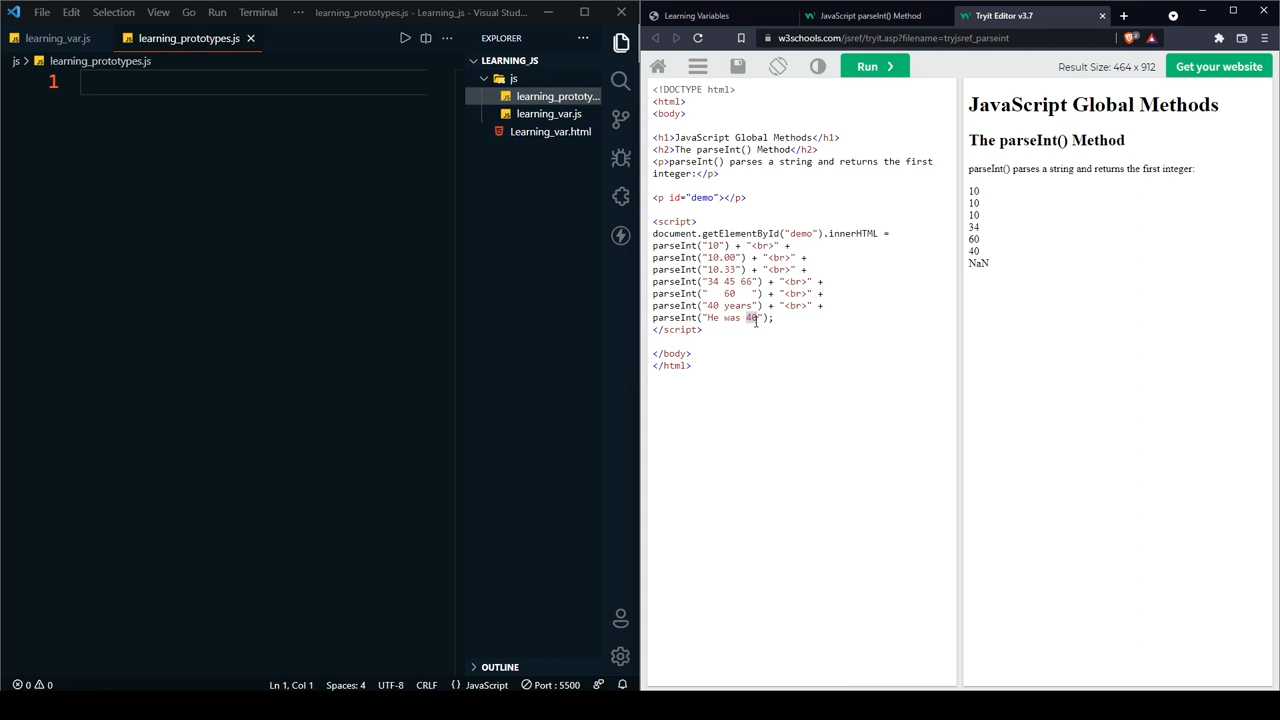 File Edit Selection View Go Run Terminal ··· learning_prototypes.js - Learning_js - Visual Stud...
learning_var.js learning_prototypes.js
js > learning_prototypes.js
1
EXPLORER
LEARNING_JS
js
learning_prototy...
learning_var.js
Learning_var.html
OUTLINE
0 0 Ln 1, Col 1 Spaces: 4 UTF-8 CRLF {} JavaScript Port : 5500
Learning Variables JavaScript parseInt() Method Tryit Editor v3.7
w3schools.com/jsref/tryit.asp?filename=tryjsref_parseint 2
Run ❯ Result Size: 464 x 912 Get your website
<!DOCTYPE html>
<html>
<body>
<h1>JavaScript Global Methods</h1>
<h2>The parseInt() Method</h2>
<p>parseInt() parses a string and returns the first
integer:</p>
<p id="demo"></p>
<script>
document.getElementById("demo").innerHTML =
parseInt("10") + "<br>" +
parseInt("10.00") + "<br>" +
parseInt("10.33") + "<br>" +
parseInt("34 45 66") + "<br>" +
parseInt("   60   ") + "<br>" +
parseInt("40 years") + "<br>" +
parseInt("He was 40");
</script>
</body>
</html>
JavaScript Global Methods
The parseInt() Method
parseInt() parses a string and returns the first integer:
10
10
10
34
60
40
NaN